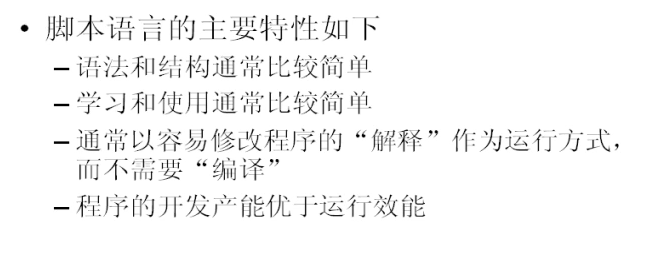 • 脚本语言的主要特性如下
– 语法和结构通常比较简单
– 学习和使用通常比较简单
– 通常以容易修改程序的“解释”作为运行方式,
而不需要“编译”
– 程序的开发产能优于运行效能